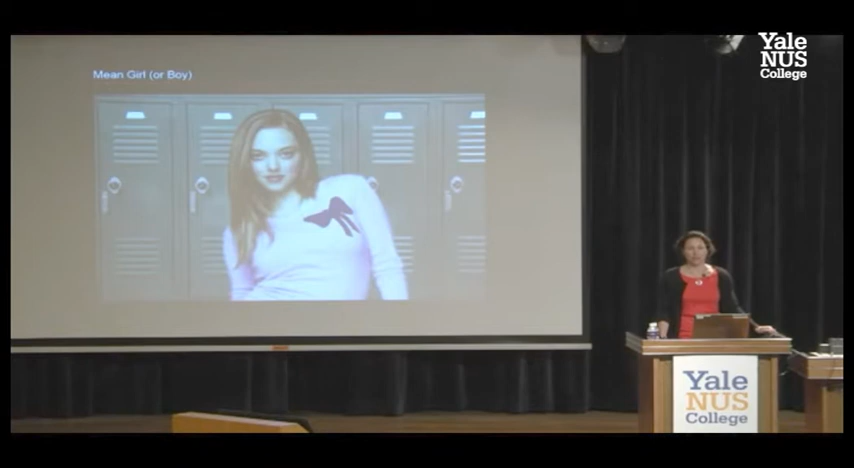 Mean Girl (or Boy)
Yale
NUS
College
Yale
NUS
College